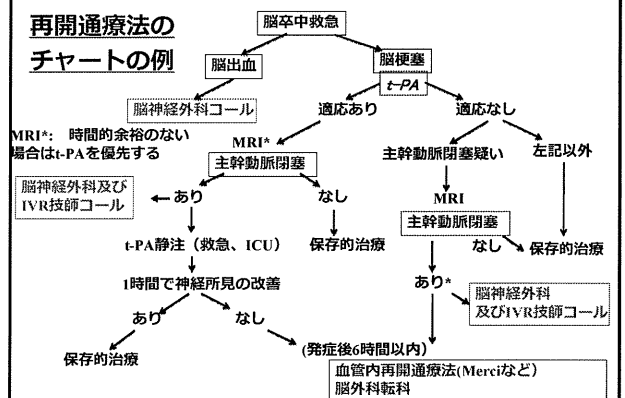 再開通療法の
チャートの例
脳卒中救急
脳出血
脳梗塞
t-PA
脳神経外科コール
適応あり
適応なし
MRI*: 時間的余裕のない
場合はt-PAを優先する
MRI*
主幹動脈閉塞
主幹動脈閉塞疑い
左記以外
脳神経外科及び
IVR技師コール
あり
なし
MRI
主幹動脈閉塞
t-PA静注（救急、ICU）
保存的治療
なし
保存的治療
1時間で神経所見の改善
あり*
脳神経外科
及びIVR技師コール
あり
なし
保存的治療
(発症後6時間以内)
血管内再開通療法(Merciなど)
脳外科転科